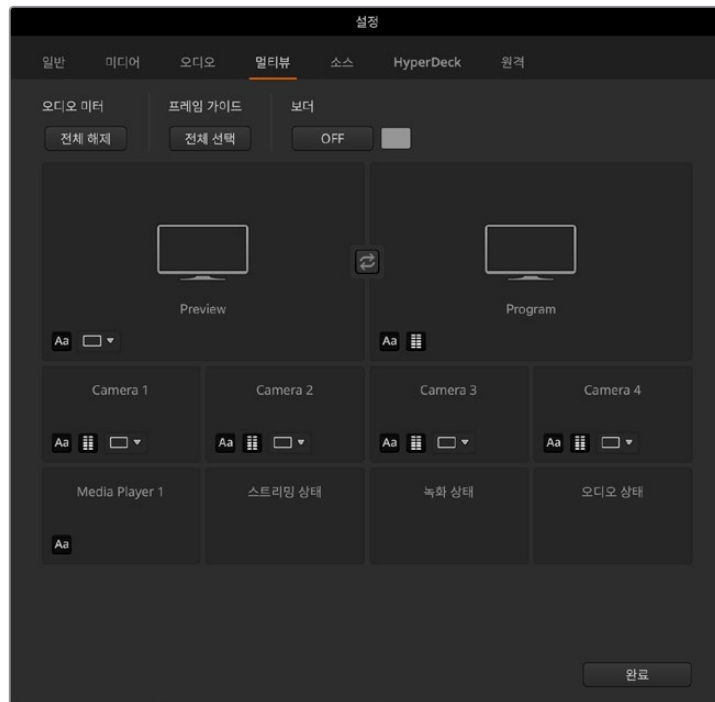 설정
일반 미디어 오디오 멀티뷰 소스 HyperDeck 원격
오디오 미터 프레임 가이드 보더
전체 해제 전체 선택 OFF
Preview Program
Aa Aa
Camera 1 Camera 2 Camera 3 Camera 4
Aa Aa Aa Aa
Media Player 1 스트리밍 상태 녹화 상태 오디오 상태
Aa
완료